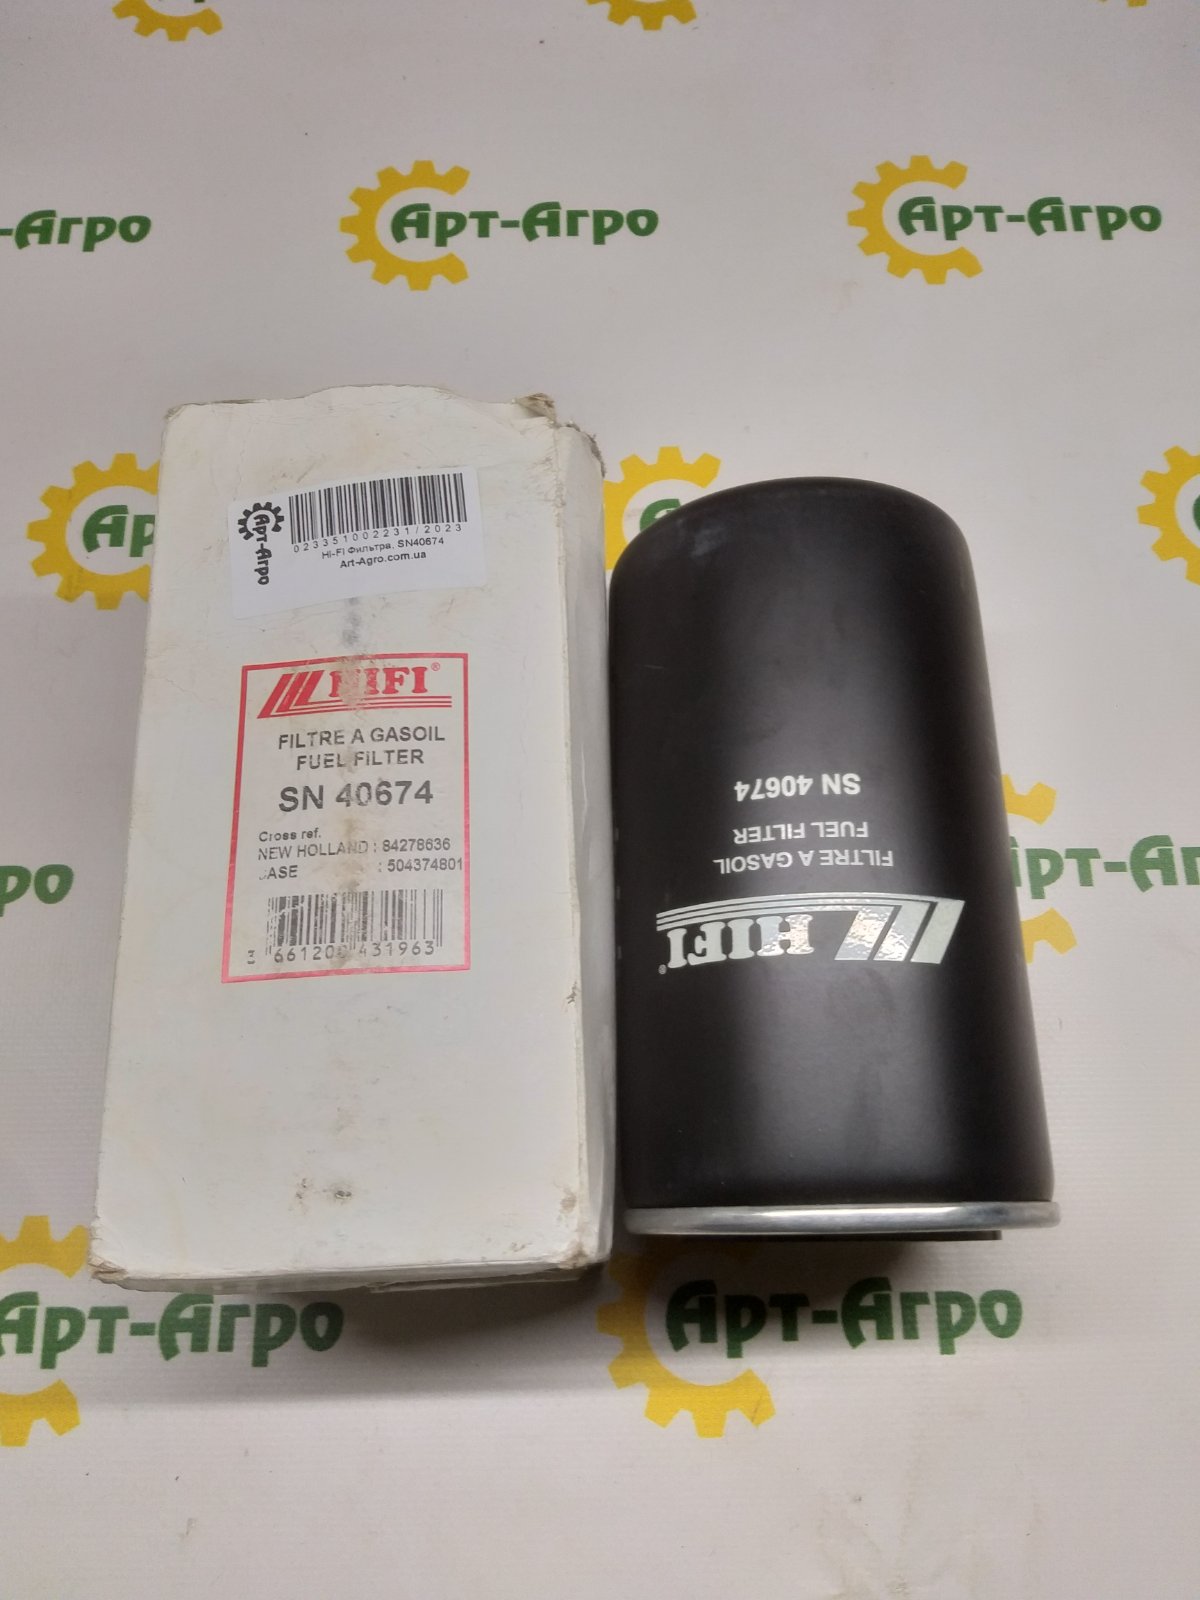 -Агро
Арт-Агро
Арт-Агро
Арт-Агро
023351002231/2023
Hi-Fi Фильтра, SN40674
Art-Agro.com.ua
HIFI®
FILTRE A GASOIL
FUEL FILTER
SN 40674
Cross ref.
NEW HOLLAND : 84278636
CASE : 504374801
3 661200 431963
HIFI®
FILTRE A GASOIL
FUEL FILTER
SN 40674
Арт-Агро
Арт-Агро